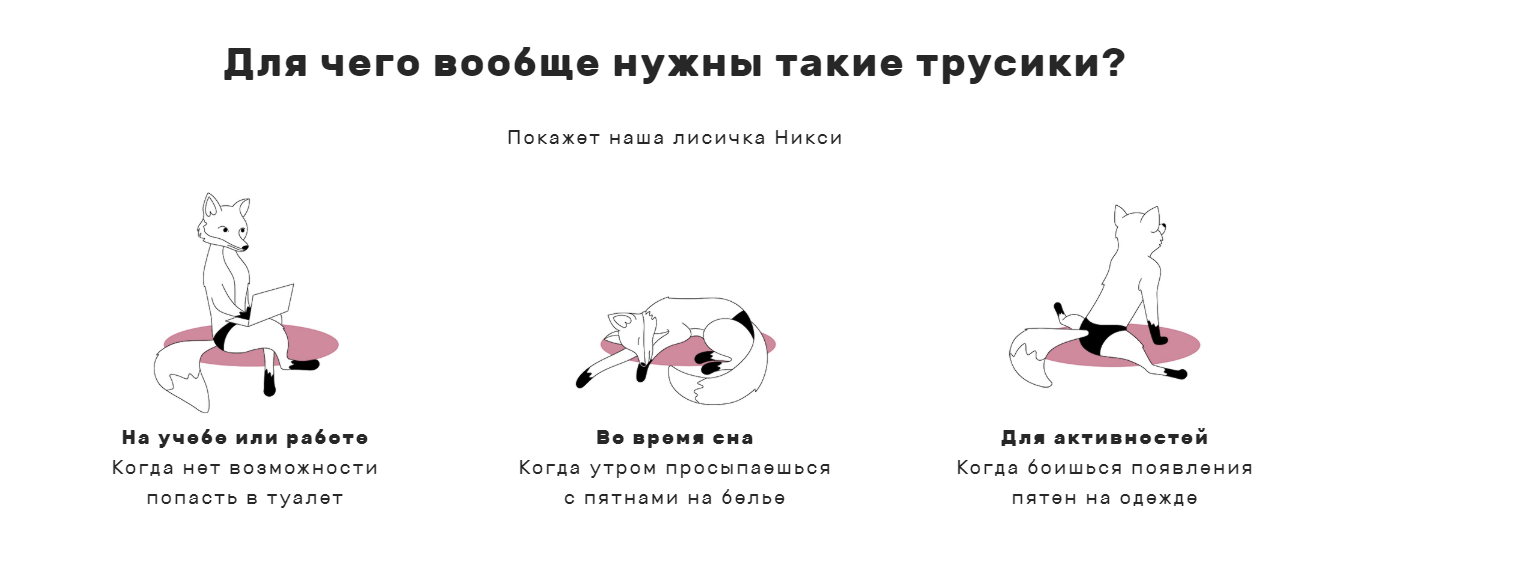 Для чего вообще нужны такие трусики?
Покажет наша лисичка Никси
На учебе или работе
Когда нет возможности
попасть в туалет
Во время сна
Когда утром просыпаешься
с пятнами на белье
Для активностей
Когда боишься появления
пятен на одежде